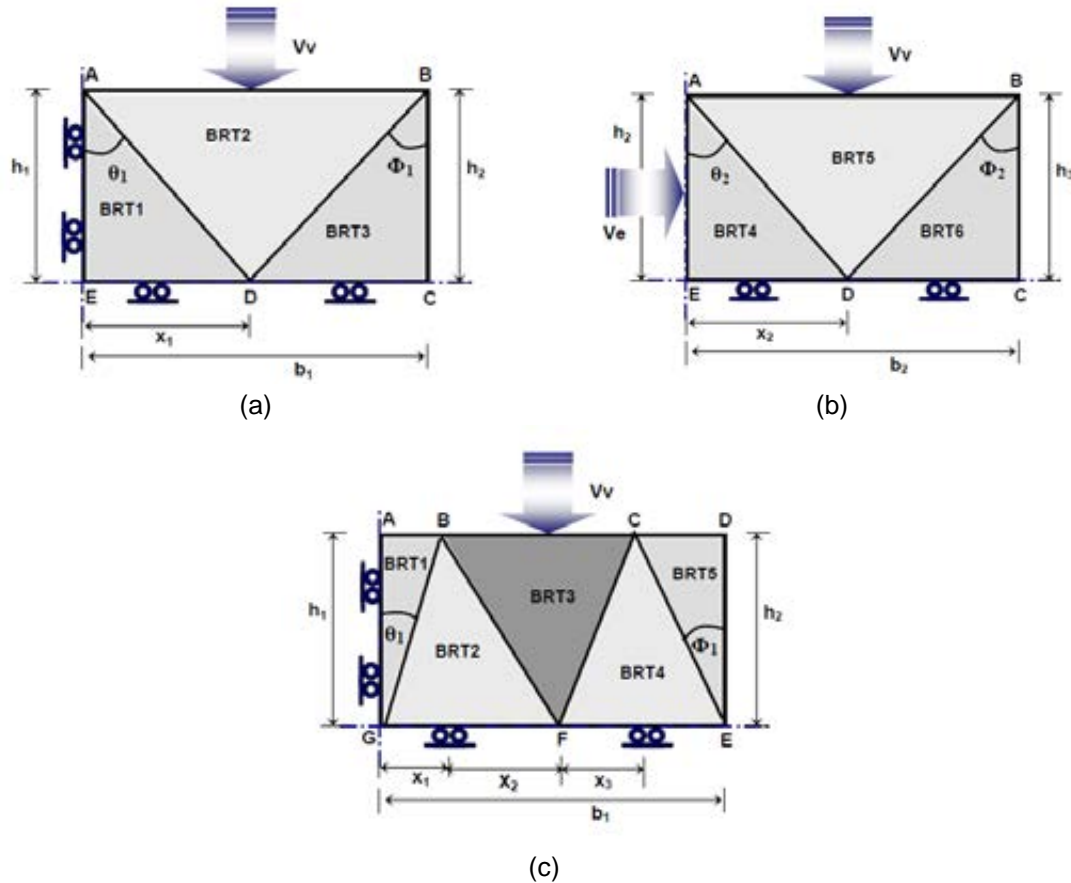 Vv
A B
h₁ BRT2 h₂
θ₁ Φ₁
BRT1 BRT3
E D C
x₁
b₁
(a)
Vv
A B
h₂ BRT5 h₃
θ₂ Φ₂
Ve BRT4 BRT6
E D C
x₂
b₂
(b)
Vv
A B C D
BRT1 BRT5
h₁ BRT3 h₂
θ₁ Φ₁
BRT2 BRT4
G F E
x₁ X₂ x₃
b₁
(c)